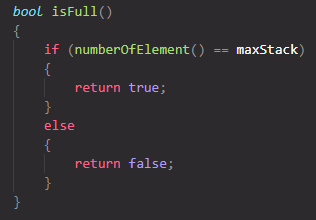 bool isFull()
{
    if (numberOfElement() == maxStack)
    {
        return true;
    }
    else
    {
        return false;
    }
}